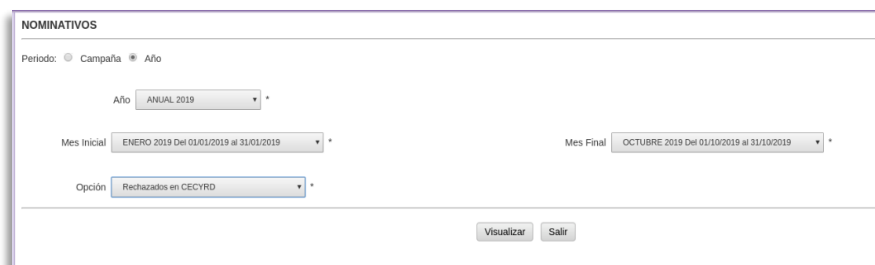 NOMINATIVOS
Periodo: Campaña Año
Año ANUAL 2019 *
Mes Inicial ENERO 2019 Del 01/01/2019 al 31/01/2019 * Mes Final OCTUBRE 2019 Del 01/10/2019 al 31/10/2019 *
Opción Rechazados en CECYRD *
Visualizar Salir